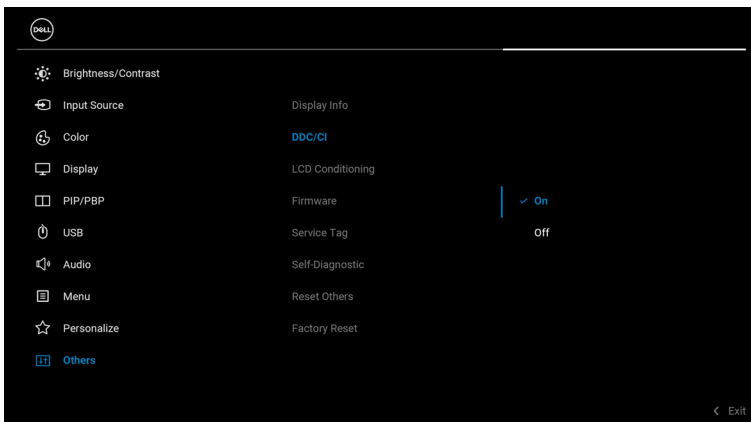 DELL
Brightness/Contrast
Input Source
Color
Display
PIP/PBP
USB
Audio
Menu
Personalize
Others
Display Info
DDC/CI
LCD Conditioning
Firmware
Service Tag
Self-Diagnostic
Reset Others
Factory Reset
On
Off
Exit